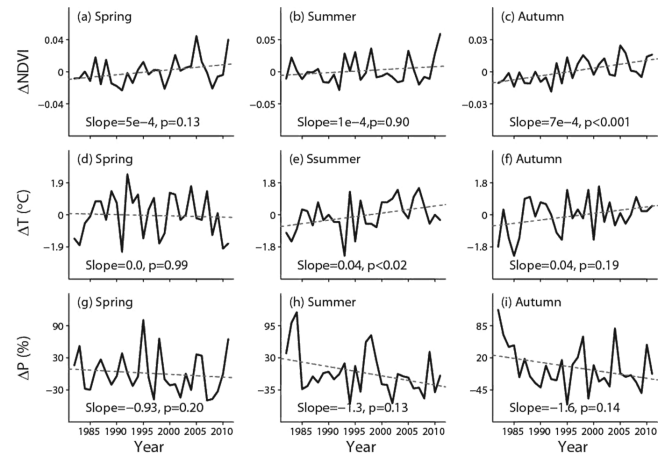 (a) Spring
(b) Summer
(c) Autumn
ΔNDVI
0.04
0
−0.04
0.05
0
−0.05
0.03
0
−0.03
Slope=5e−4, p=0.13
Slope=1e−4,p=0.90
Slope=7e−4, p<0.001
(d) Spring
(e) Ssummer
(f) Autumn
ΔT (°C)
1.9
0
−1.9
1.8
0
−1.8
1.8
0
−1.8
Slope=0.0, p=0.99
Slope=0.04, p<0.02
Slope=0.04, p=0.19
(g) Spring
(h) Summer
(i) Autumn
ΔP (%)
90
30
−30
95
30
−35
85
20
−45
Slope=−0.93, p=0.20
Slope=−1.3, p=0.13
Slope=−1.6, p=0.14
1985 1990 1995 2000 2005 2010
1985 1990 1995 2000 2005 2010
1985 1990 1995 2000 2005 2010
Year
Year
Year